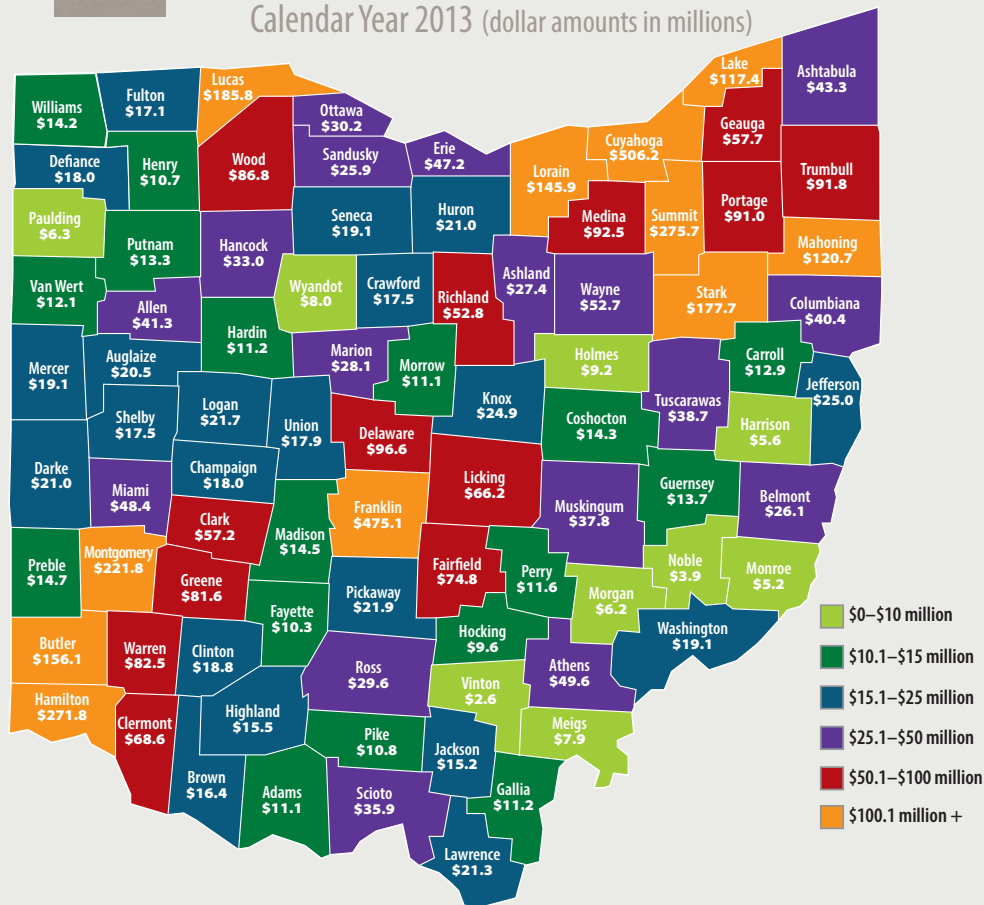 Calendar Year 2013 (dollar amounts in millions)
Williams
$14.2
Fulton
$17.1
Lucas
$185.8
Ottawa
$30.2
Lake
$117.4
Ashtabula
$43.3
Defiance
$18.0
Henry
$10.7
Wood
$86.8
Sandusky
$25.9
Erie
$47.2
Lorain
$145.9
Cuyahoga
$506.2
Geauga
$57.7
Trumbull
$91.8
Paulding
$6.3
Putnam
$13.3
Hancock
$33.0
Seneca
$19.1
Huron
$21.0
Medina
$92.5
Summit
$275.7
Portage
$91.0
Mahoning
$120.7
Van Wert
$12.1
Allen
$41.3
Wyandot
$8.0
Crawford
$17.5
Richland
$52.8
Ashland
$27.4
Wayne
$52.7
Stark
$177.7
Columbiana
$40.4
Mercer
$19.1
Auglaize
$20.5
Hardin
$11.2
Marion
$28.1
Morrow
$11.1
Holmes
$9.2
Tuscarawas
$38.7
Carroll
$12.9
Jefferson
$25.0
Shelby
$17.5
Logan
$21.7
Union
$17.9
Delaware
$96.6
Knox
$24.9
Coshocton
$14.3
Harrison
$5.6
Darke
$21.0
Miami
$48.4
Champaign
$18.0
Licking
$66.2
Muskingum
$37.8
Guernsey
$13.7
Belmont
$26.1
Preble
$14.7
Montgomery
$221.8
Clark
$57.2
Madison
$14.5
Franklin
$475.1
Fairfield
$74.8
Perry
$11.6
Morgan
$6.2
Noble
$3.9
Monroe
$5.2
Greene
$81.6
Fayette
$10.3
Pickaway
$21.9
Hocking
$9.6
Washington
$19.1
Butler
$156.1
Warren
$82.5
Clinton
$18.8
Ross
$29.6
Vinton
$2.6
Athens
$49.6
Hamilton
$271.8
Clermont
$68.6
Highland
$15.5
Pike
$10.8
Jackson
$15.2
Meigs
$7.9
Brown
$16.4
Adams
$11.1
Scioto
$35.9
Gallia
$11.2
Lawrence
$21.3
$0–$10 million
$10.1–$15 million
$15.1–$25 million
$25.1–$50 million
$50.1–$100 million
$100.1 million +